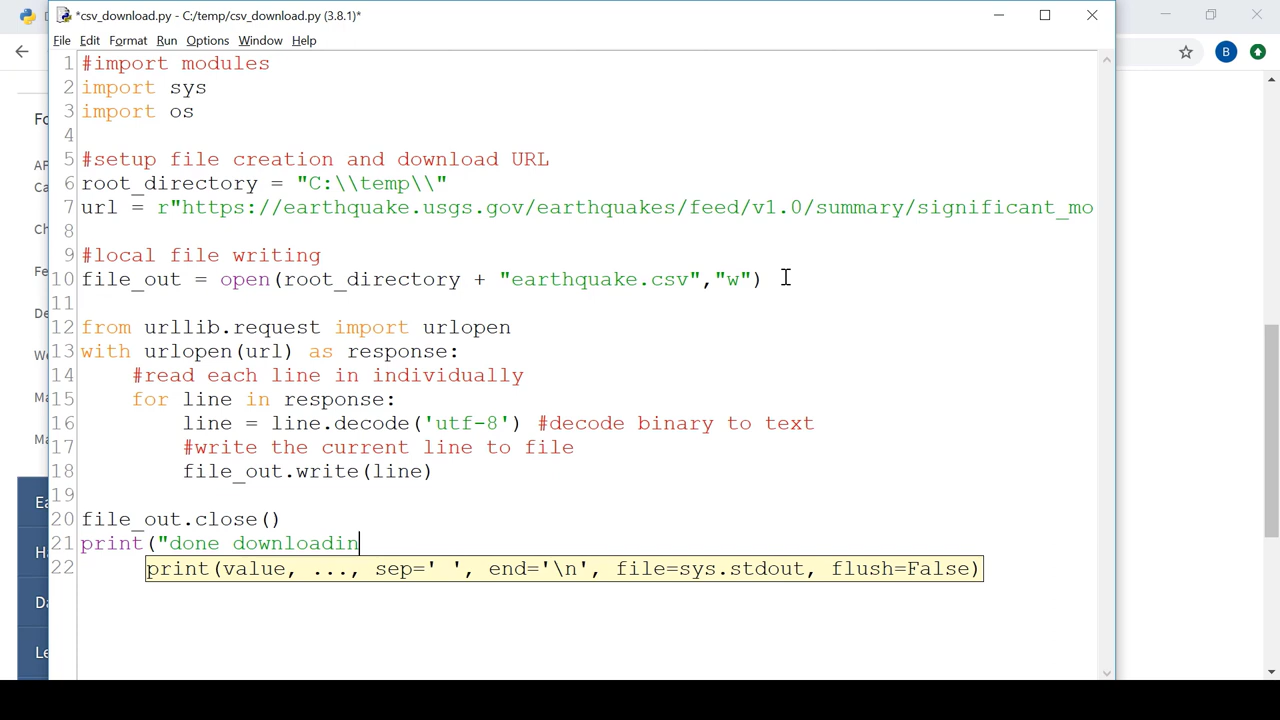 *csv_download.py - C:/temp/csv_download.py (3.8.1)*
File Edit Format Run Options Window Help
B
1 #import modules
2 import sys
3 import os
4
5 #setup file creation and download URL
6 root_directory = "C:\\temp\\"
7 url = r"https://earthquake.usgs.gov/earthquakes/feed/v1.0/summary/significant_mo
8
9 #local file writing
10 file_out = open(root_directory + "earthquake.csv","w")
11
12 from urllib.request import urlopen
13 with urlopen(url) as response:
14 #read each line in individually
15 for line in response:
16 line = line.decode('utf-8') #decode binary to text
17 #write the current line to file
18 file_out.write(line)
19
20 file_out.close()
21 print("done downloadin
22 print(value, ..., sep=' ', end='\n', file=sys.stdout, flush=False)